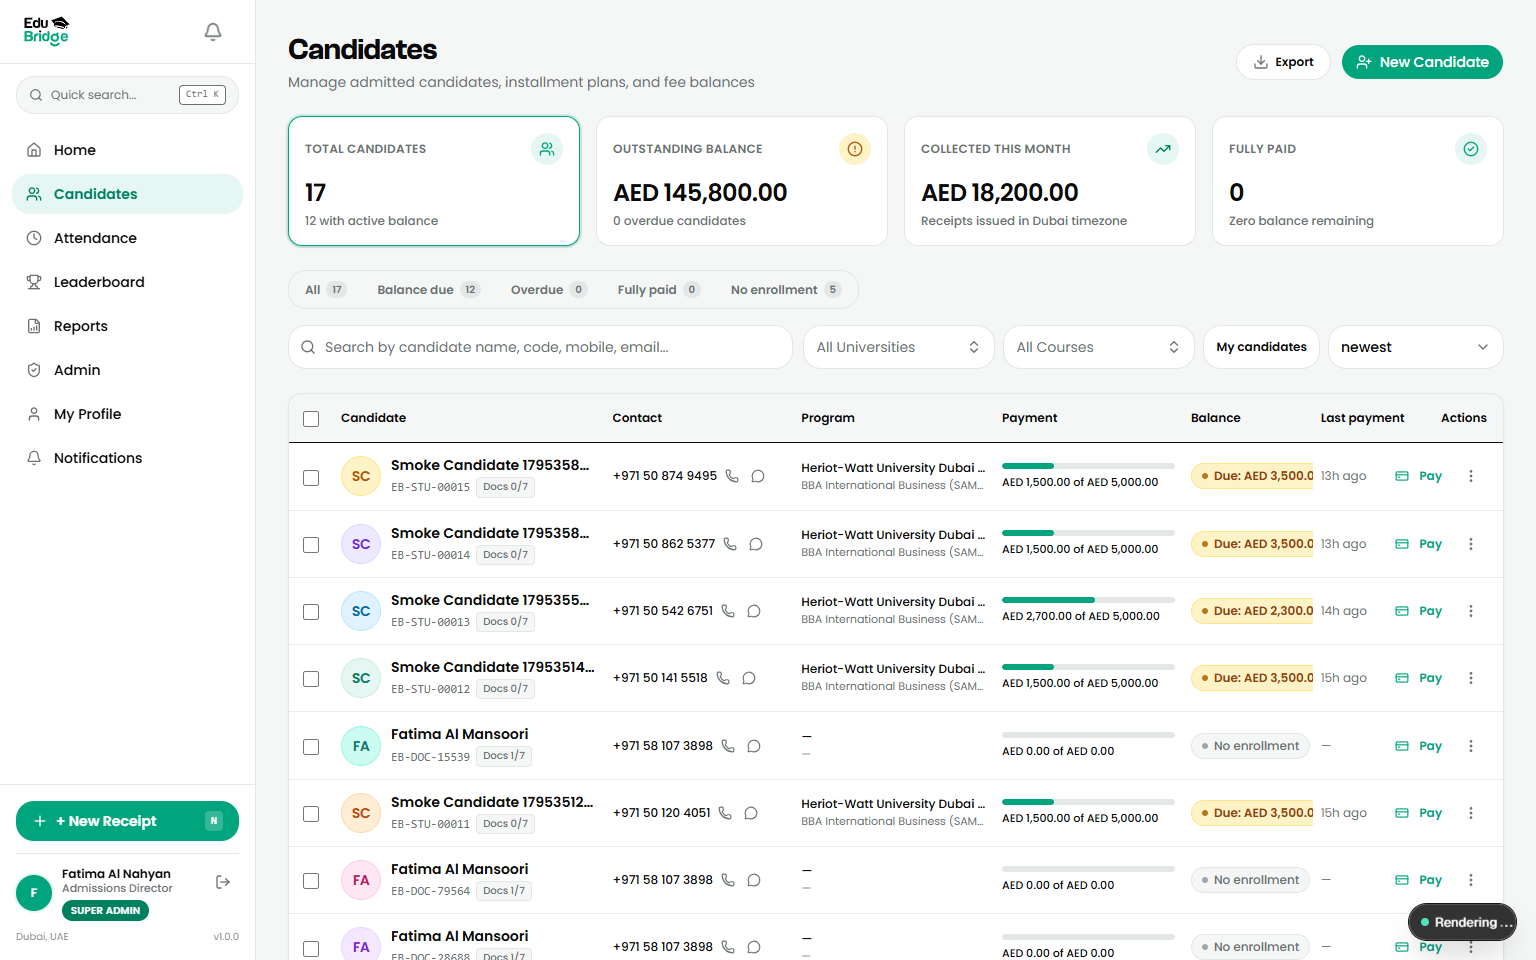 Edu
Bridge
Quick search...
Ctrl K
Home
Candidates
Attendance
Leaderboard
Reports
Admin
My Profile
Notifications
+ New Receipt
N
F
Fatima Al Nahyan
Admissions Director
SUPER ADMIN
Dubai, UAE
v1.0.0
Candidates
Manage admitted candidates, installment plans, and fee balances
Export
New Candidate
TOTAL CANDIDATES
17
12 with active balance
OUTSTANDING BALANCE
AED 145,800.00
0 overdue candidates
COLLECTED THIS MONTH
AED 18,200.00
Receipts issued in Dubai timezone
FULLY PAID
0
Zero balance remaining
All 17 Balance due 12 Overdue 0 Fully paid 0 No enrollment 5
Search by candidate name, code, mobile, email...
All Universities
All Courses
My candidates
newest
Candidate Contact Program Payment Balance Last payment Actions
SC
Smoke Candidate 1795358...
EB-STU-00015 Docs 0/7
+971 50 874 9495
Heriot-Watt University Dubai ...
BBA International Business (SAM...
AED 1,500.00 of AED 5,000.00
Due: AED 3,500.0
13h ago
Pay
SC
Smoke Candidate 1795358...
EB-STU-00014 Docs 0/7
+971 50 862 5377
Heriot-Watt University Dubai ...
BBA International Business (SAM...
AED 1,500.00 of AED 5,000.00
Due: AED 3,500.0
13h ago
Pay
SC
Smoke Candidate 1795355...
EB-STU-00013 Docs 0/7
+971 50 542 6751
Heriot-Watt University Dubai ...
BBA International Business (SAM...
AED 2,700.00 of AED 5,000.00
Due: AED 2,300.0
14h ago
Pay
SC
Smoke Candidate 17953514...
EB-STU-00012 Docs 0/7
+971 50 141 5518
Heriot-Watt University Dubai ...
BBA International Business (SAM...
AED 1,500.00 of AED 5,000.00
Due: AED 3,500.0
15h ago
Pay
FA
Fatima Al Mansoori
EB-DOC-15539 Docs 1/7
+971 58 107 3898
—
—
AED 0.00 of AED 0.00
No enrollment
—
Pay
SC
Smoke Candidate 17953512...
EB-STU-00011 Docs 0/7
+971 50 120 4051
Heriot-Watt University Dubai ...
BBA International Business (SAM...
AED 1,500.00 of AED 5,000.00
Due: AED 3,500.0
15h ago
Pay
FA
Fatima Al Mansoori
EB-DOC-79564 Docs 1/7
+971 58 107 3898
—
—
AED 0.00 of AED 0.00
No enrollment
—
Pay
FA
Fatima Al Mansoori
EB-DOC-28688 Docs 1/7
+971 58 107 3898
—
—
AED 0.00 of AED 0.00
No enrollment
—
Pay
Rendering ...